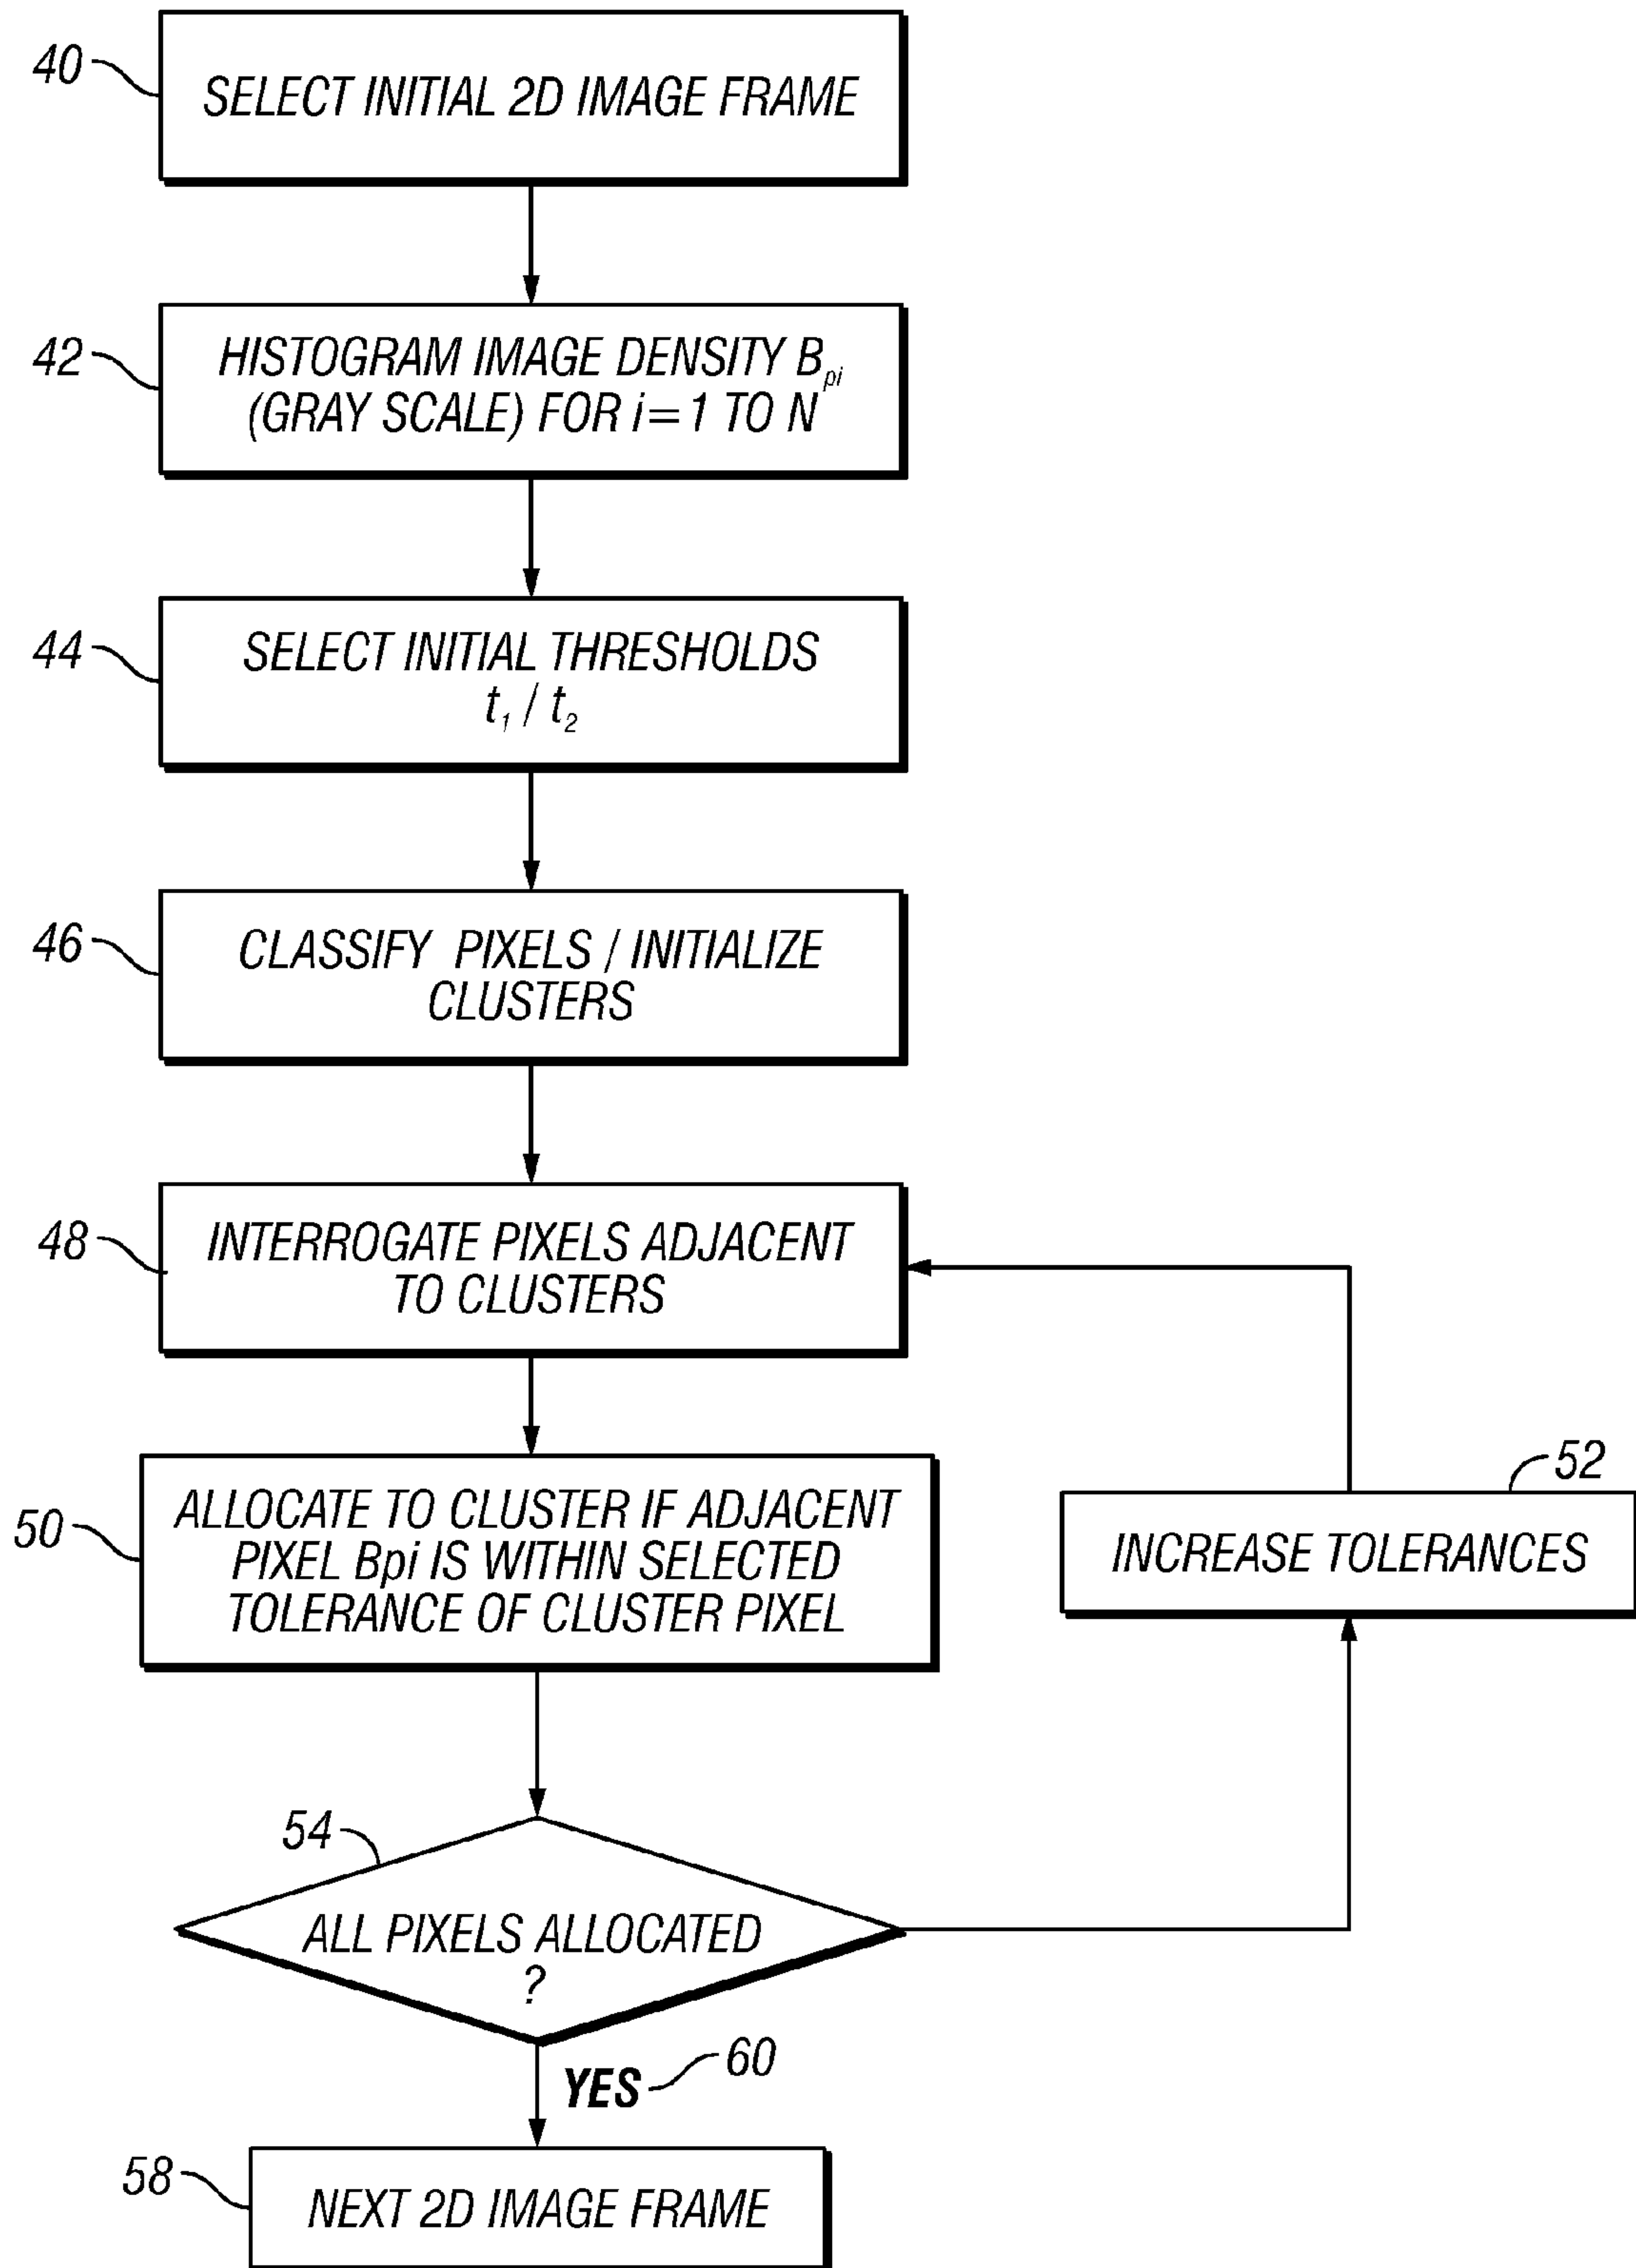 40
SELECT INITIAL 2D IMAGE FRAME
42
HISTOGRAM IMAGE DENSITY Bpi
(GRAY SCALE) FOR i=1 TO N
44
SELECT INITIAL THRESHOLDS
t1 / t2
46
CLASSIFY PIXELS / INITIALIZE
CLUSTERS
48
INTERROGATE PIXELS ADJACENT
TO CLUSTERS
50
ALLOCATE TO CLUSTER IF ADJACENT
PIXEL Bpi IS WITHIN SELECTED
TOLERANCE OF CLUSTER PIXEL
52
INCREASE TOLERANCES
54
ALL PIXELS ALLOCATED
?
YES
60
58
NEXT 2D IMAGE FRAME